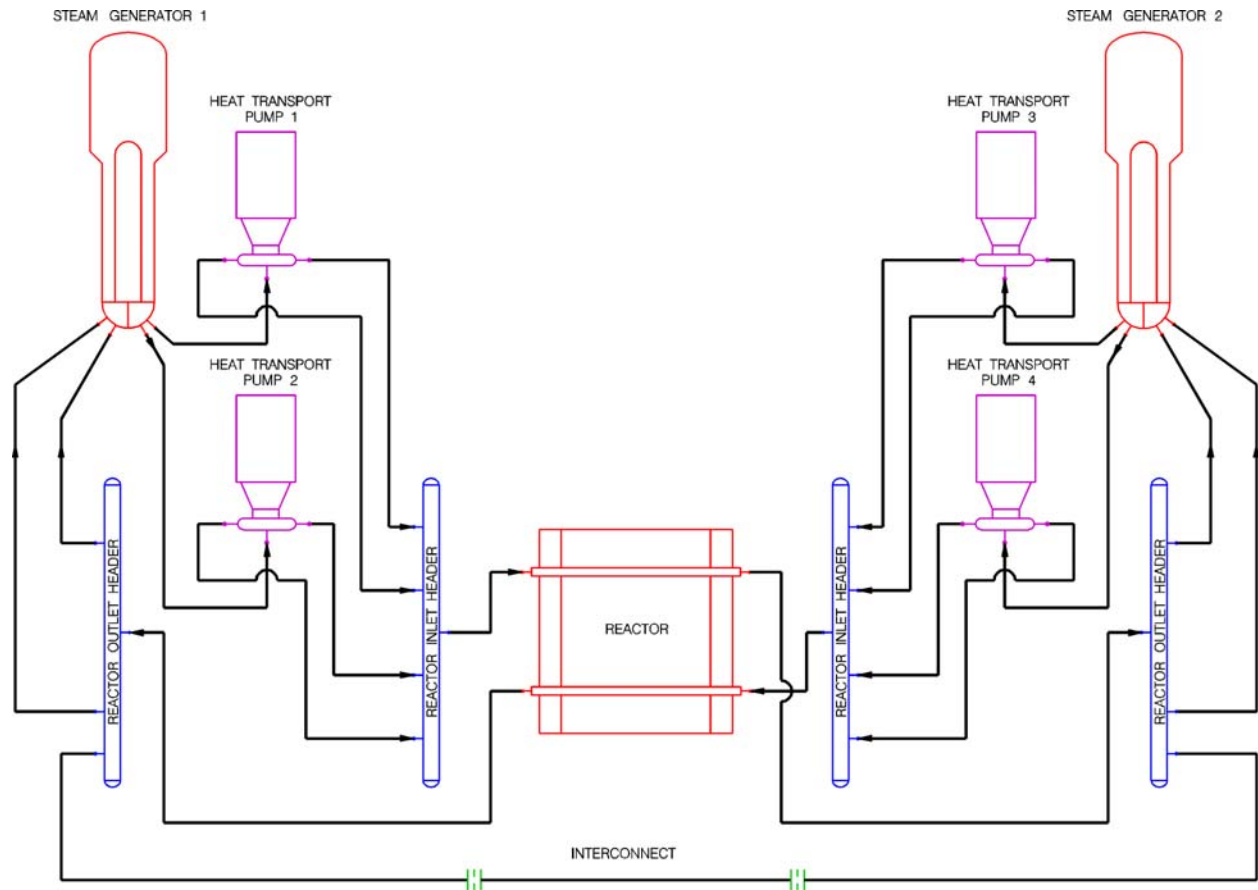 STEAM GENERATOR 1
STEAM GENERATOR 2
HEAT TRANSPORT
PUMP 1
HEAT TRANSPORT
PUMP 3
HEAT TRANSPORT
PUMP 2
HEAT TRANSPORT
PUMP 4
REACTOR OUTLET HEADER
REACTOR INLET HEADER
REACTOR
REACTOR INLET HEADER
REACTOR OUTLET HEADER
INTERCONNECT